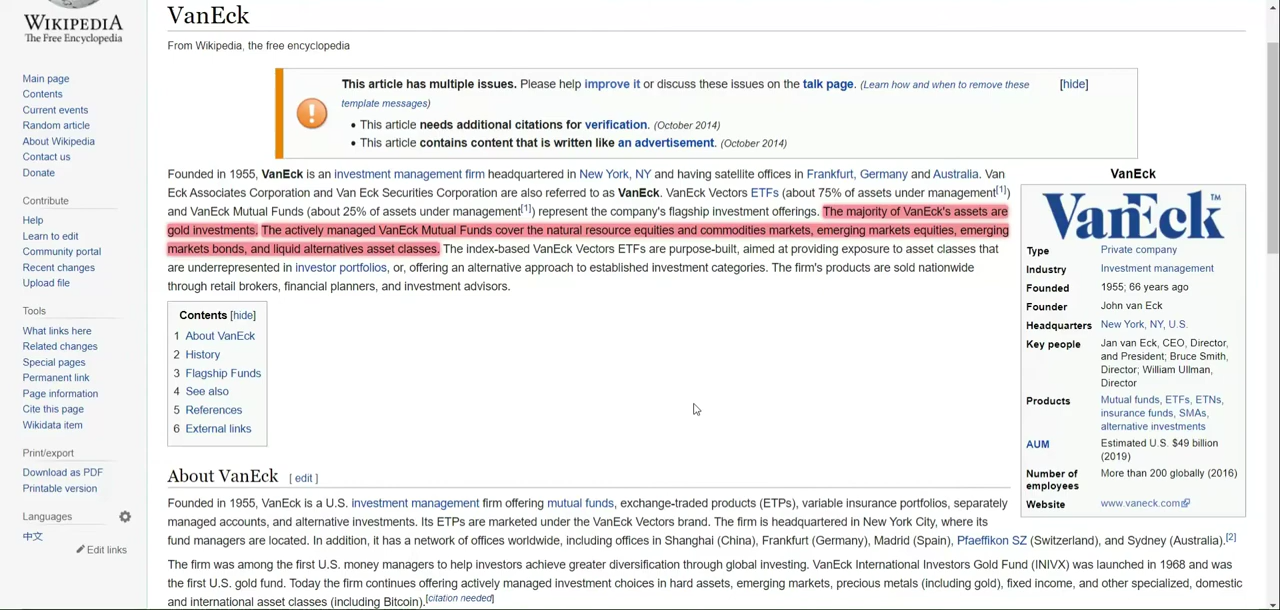 WIKIPEDIA
The Free Encyclopedia
Main page
Contents
Current events
Random article
About Wikipedia
Contact us
Donate
Contribute
Help
Learn to edit
Community portal
Recent changes
Upload file
Tools
What links here
Related changes
Special pages
Permanent link
Page information
Cite this page
Wikidata item
Print/export
Download as PDF
Printable version
Languages
中文
Edit links
VanEck
From Wikipedia, the free encyclopedia
This article has multiple issues. Please help improve it or discuss these issues on the talk page. (Learn how and when to remove these [hide]
template messages)
• This article needs additional citations for verification. (October 2014)
• This article contains content that is written like an advertisement. (October 2014)
Founded in 1955, VanEck is an investment management firm headquartered in New York, NY and having satellite offices in Frankfurt, Germany and Australia. Van
Eck Associates Corporation and Van Eck Securities Corporation are also referred to as VanEck. VanEck Vectors ETFs (about 75% of assets under management[1])
and VanEck Mutual Funds (about 25% of assets under management[1]) represent the company's flagship investment offerings. The majority of VanEck's assets are
gold investments. The actively managed VanEck Mutual Funds cover the natural resource equities and commodities markets, emerging markets equities, emerging
markets bonds, and liquid alternatives asset classes. The index-based VanEck Vectors ETFs are purpose-built, aimed at providing exposure to asset classes that
are underrepresented in investor portfolios, or, offering an alternative approach to established investment categories. The firm's products are sold nationwide
through retail brokers, financial planners, and investment advisors.
VanEck
VanEck™
Type Private company
Industry Investment management
Founded 1955; 66 years ago
Founder John van Eck
Headquarters New York, NY, U.S.
Key people Jan van Eck, CEO, Director,
and President; Bruce Smith,
Director; William Ullman,
Director
Products Mutual funds, ETFs, ETNs,
insurance funds, SMAs,
alternative investments
AUM Estimated U.S. $49 billion
(2019)
Number of More than 200 globally (2016)
employees
Website www.vaneck.com
Contents [hide]
1 About VanEck
2 History
3 Flagship Funds
4 See also
5 References
6 External links
About VanEck [ edit ]
Founded in 1955, VanEck is a U.S. investment management firm offering mutual funds, exchange-traded products (ETPs), variable insurance portfolios, separately
managed accounts, and alternative investments. Its ETPs are marketed under the VanEck Vectors brand. The firm is headquartered in New York City, where its
fund managers are located. In addition, it has a network of offices worldwide, including offices in Shanghai (China), Frankfurt (Germany), Madrid (Spain), Pfaeffikon SZ (Switzerland), and Sydney (Australia).[2]
The firm was among the first U.S. money managers to help investors achieve greater diversification through global investing. VanEck International Investors Gold Fund (INIVX) was launched in 1968 and was
the first U.S. gold fund. Today the firm continues offering actively managed investment choices in hard assets, emerging markets, precious metals (including gold), fixed income, and other specialized, domestic
and international asset classes (including Bitcoin).[citation needed]